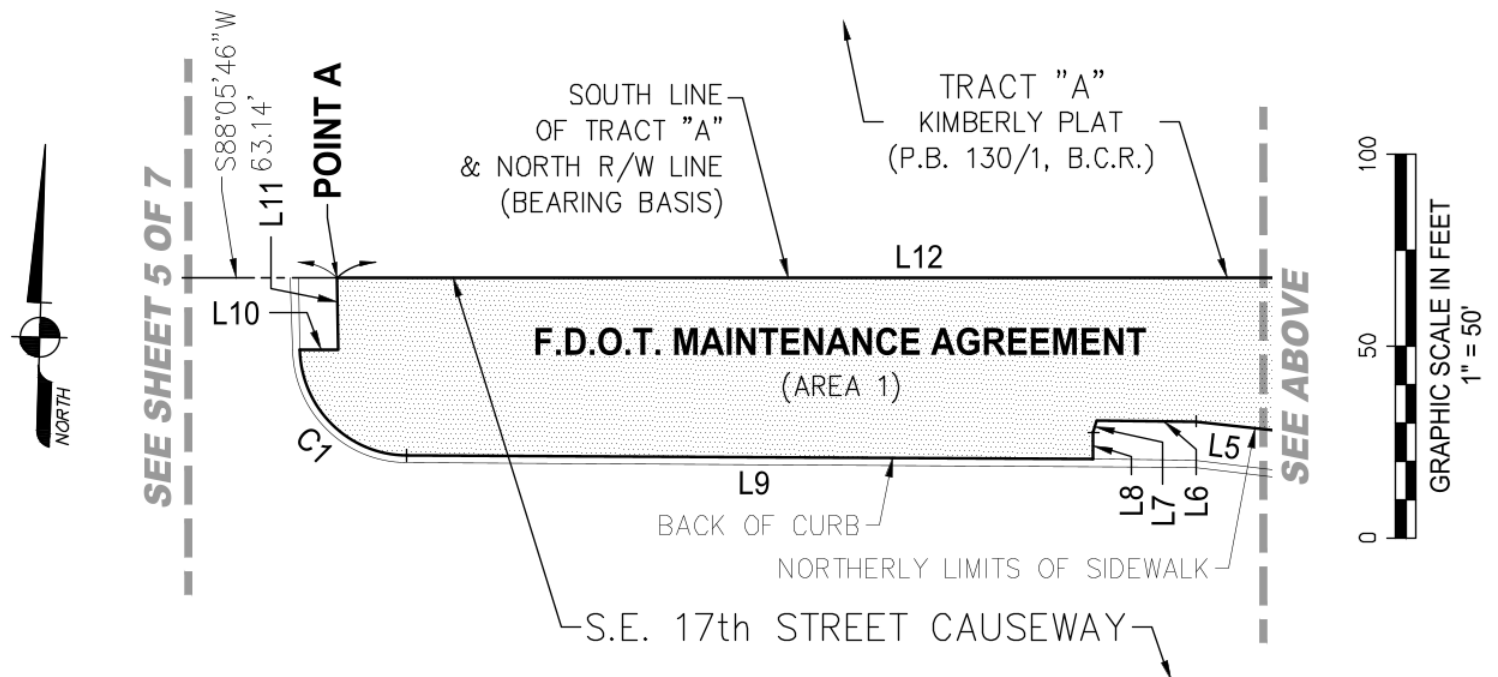 S88°05'46"W
63.14'
L11
POINT A
SEE SHEET 5 OF 7
SOUTH LINE
OF TRACT "A"
& NORTH R/W LINE
(BEARING BASIS)
TRACT "A"
KIMBERLY PLAT
(P.B. 130/1, B.C.R.)
L12
L10
F.D.O.T. MAINTENANCE AGREEMENT
(AREA 1)
C1
L9
L8
L7
L6
L5
SEE ABOVE
BACK OF CURB
NORTHERLY LIMITS OF SIDEWALK
S.E. 17th STREET CAUSEWAY
NORTH
0
50
100
GRAPHIC SCALE IN FEET
1" = 50'